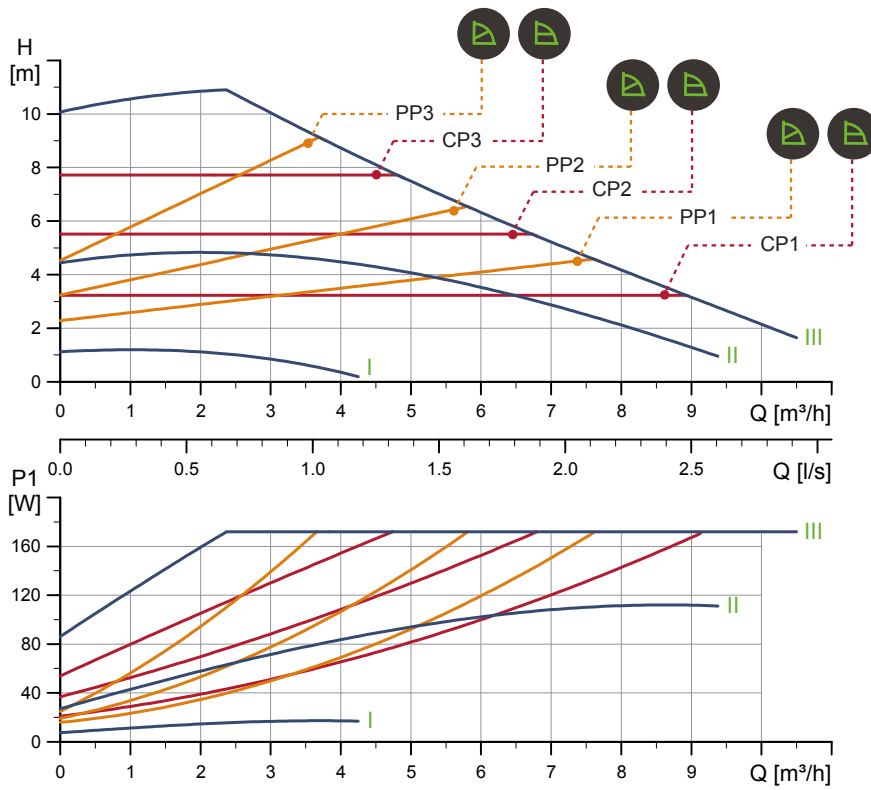 H
[m]
10
8
6
4
2
0
PP3
CP3
PP2
CP2
PP1
CP1
III
II
I
0 1 2 3 4 5 6 7 8 9 Q [m³/h]
0.0 0.5 1.0 1.5 2.0 2.5 Q [l/s]
P1
[W]
160
120
80
40
0
III
II
I
0 1 2 3 4 5 6 7 8 9 Q [m³/h]